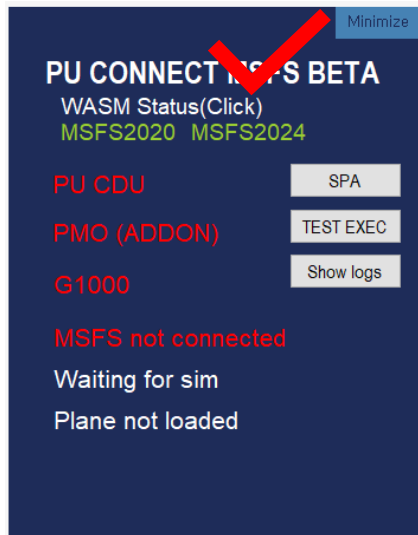 Minimize
PU CONNECT MSFS BETA
WASM Status(Click)
MSFS2020 MSFS2024
PU CDU
SPA
PMO (ADDON)
TEST EXEC
G1000
Show logs
MSFS not connected
Waiting for sim
Plane not loaded